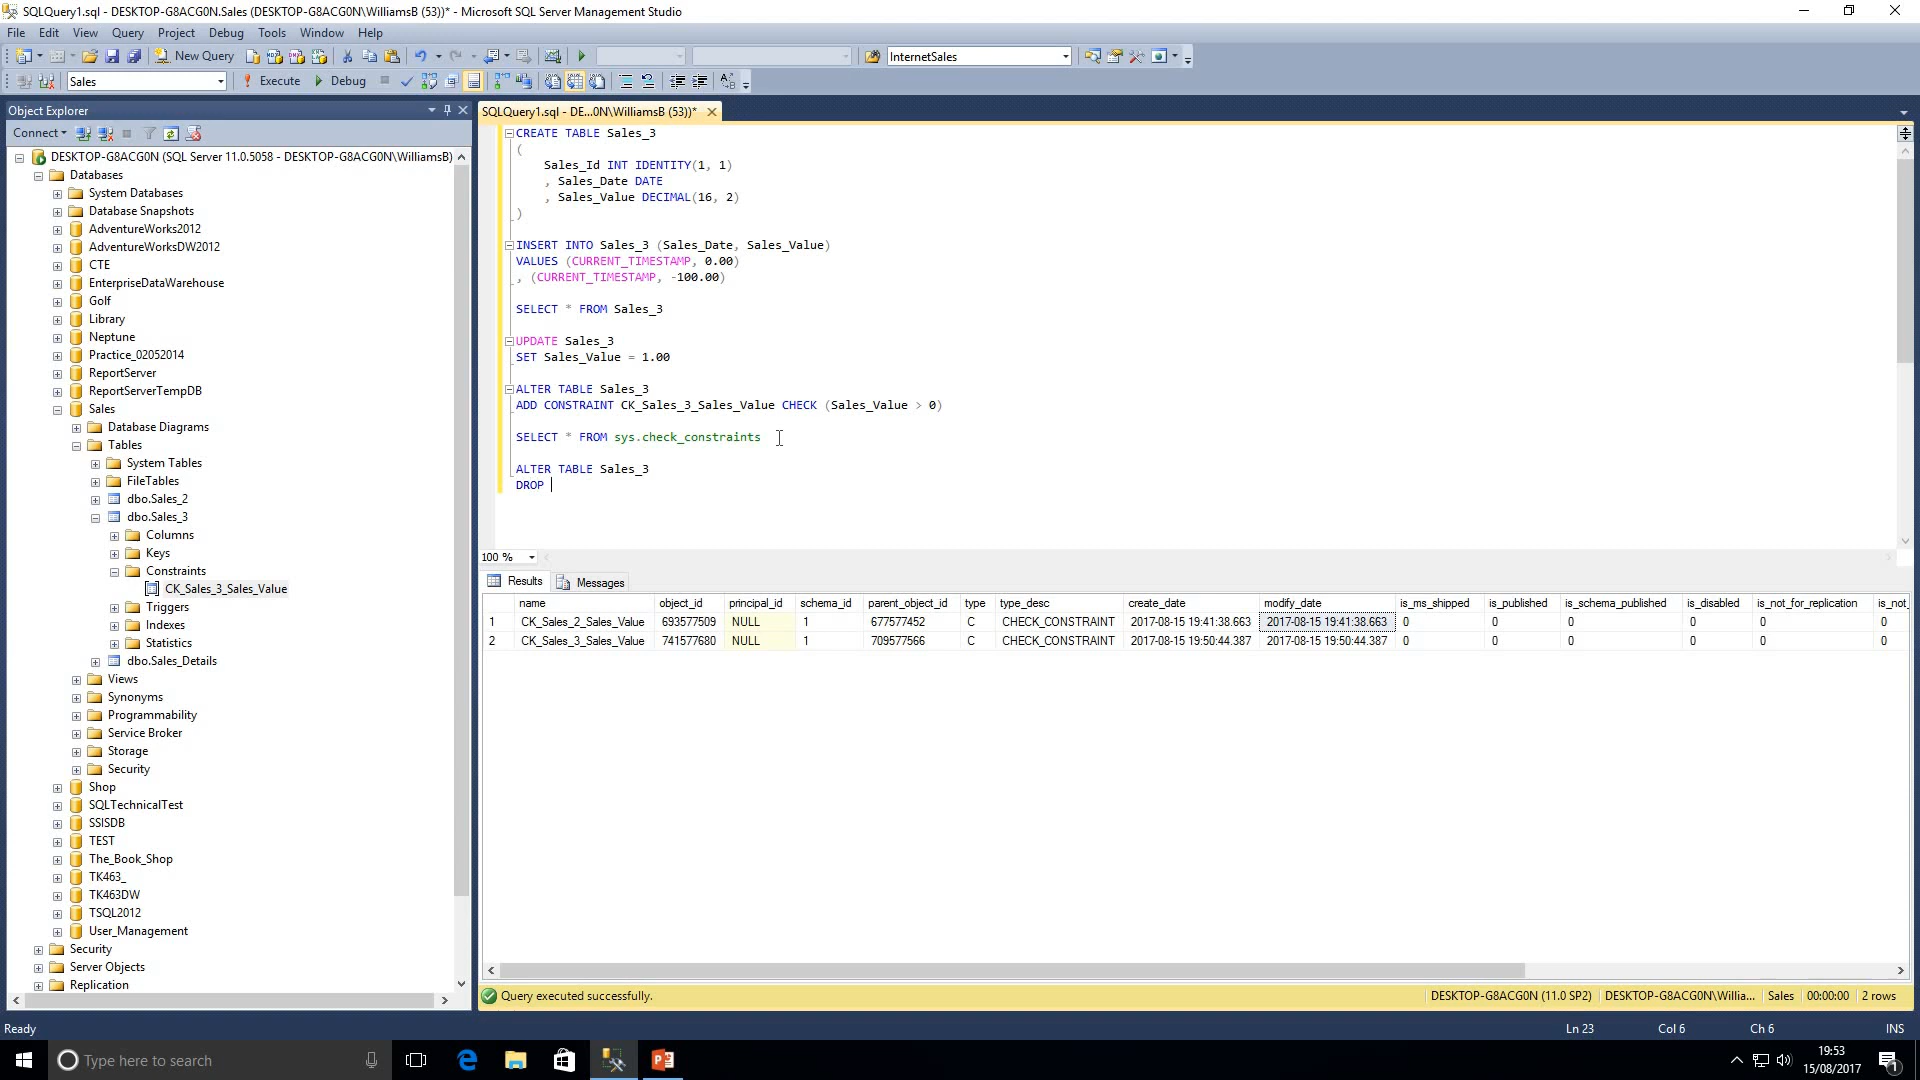 SQLQuery1.sql - DESKTOP-G8ACG0N.Sales (DESKTOP-G8ACG0N\WilliamsB (53))* - Microsoft SQL Server Management Studio
File Edit View Query Project Debug Tools Window Help
New Query InternetSales
Sales Execute Debug
Object Explorer
SQLQuery1.sql - DE...0N\WilliamsB (53))*
Connect
DESKTOP-G8ACG0N (SQL Server 11.0.5058 - DESKTOP-G8ACG0N\WilliamsB)
Databases
System Databases
Database Snapshots
AdventureWorks2012
AdventureWorksDW2012
CTE
EnterpriseDataWarehouse
Golf
Library
Neptune
Practice_02052014
ReportServer
ReportServerTempDB
Sales
Database Diagrams
Tables
System Tables
FileTables
dbo.Sales_2
dbo.Sales_3
Columns
Keys
Constraints
CK_Sales_3_Sales_Value
Triggers
Indexes
Statistics
dbo.Sales_Details
Views
Synonyms
Programmability
Service Broker
Storage
Security
Shop
SQLTechnicalTest
SSISDB
TEST
The_Book_Shop
TK463_
TK463DW
TSQL2012
User_Management
Security
Server Objects
Replication
CREATE TABLE Sales_3
(
Sales_Id INT IDENTITY(1, 1)
, Sales_Date DATE
, Sales_Value DECIMAL(16, 2)
)
INSERT INTO Sales_3 (Sales_Date, Sales_Value)
VALUES (CURRENT_TIMESTAMP, 0.00)
, (CURRENT_TIMESTAMP, -100.00)
SELECT * FROM Sales_3
UPDATE Sales_3
SET Sales_Value = 1.00
ALTER TABLE Sales_3
ADD CONSTRAINT CK_Sales_3_Sales_Value CHECK (Sales_Value > 0)
SELECT * FROM sys.check_constraints
ALTER TABLE Sales_3
DROP
100 %
Results Messages
name object_id principal_id schema_id parent_object_id type type_desc create_date modify_date is_ms_shipped is_published is_schema_published is_disabled is_not_for_replication is_not_
1 CK_Sales_2_Sales_Value 693577509 NULL 1 677577452 C CHECK_CONSTRAINT 2017-08-15 19:41:38.663 2017-08-15 19:41:38.663 0 0 0 0 0 0
2 CK_Sales_3_Sales_Value 741577680 NULL 1 709577566 C CHECK_CONSTRAINT 2017-08-15 19:50:44.387 2017-08-15 19:50:44.387 0 0 0 0 0 0
Query executed successfully. DESKTOP-G8ACG0N (11.0 SP2) DESKTOP-G8ACG0N\Willia... Sales 00:00:00 2 rows
Ready Ln 23 Col 6 Ch 6 INS
Type here to search
19:53
15/08/2017
1